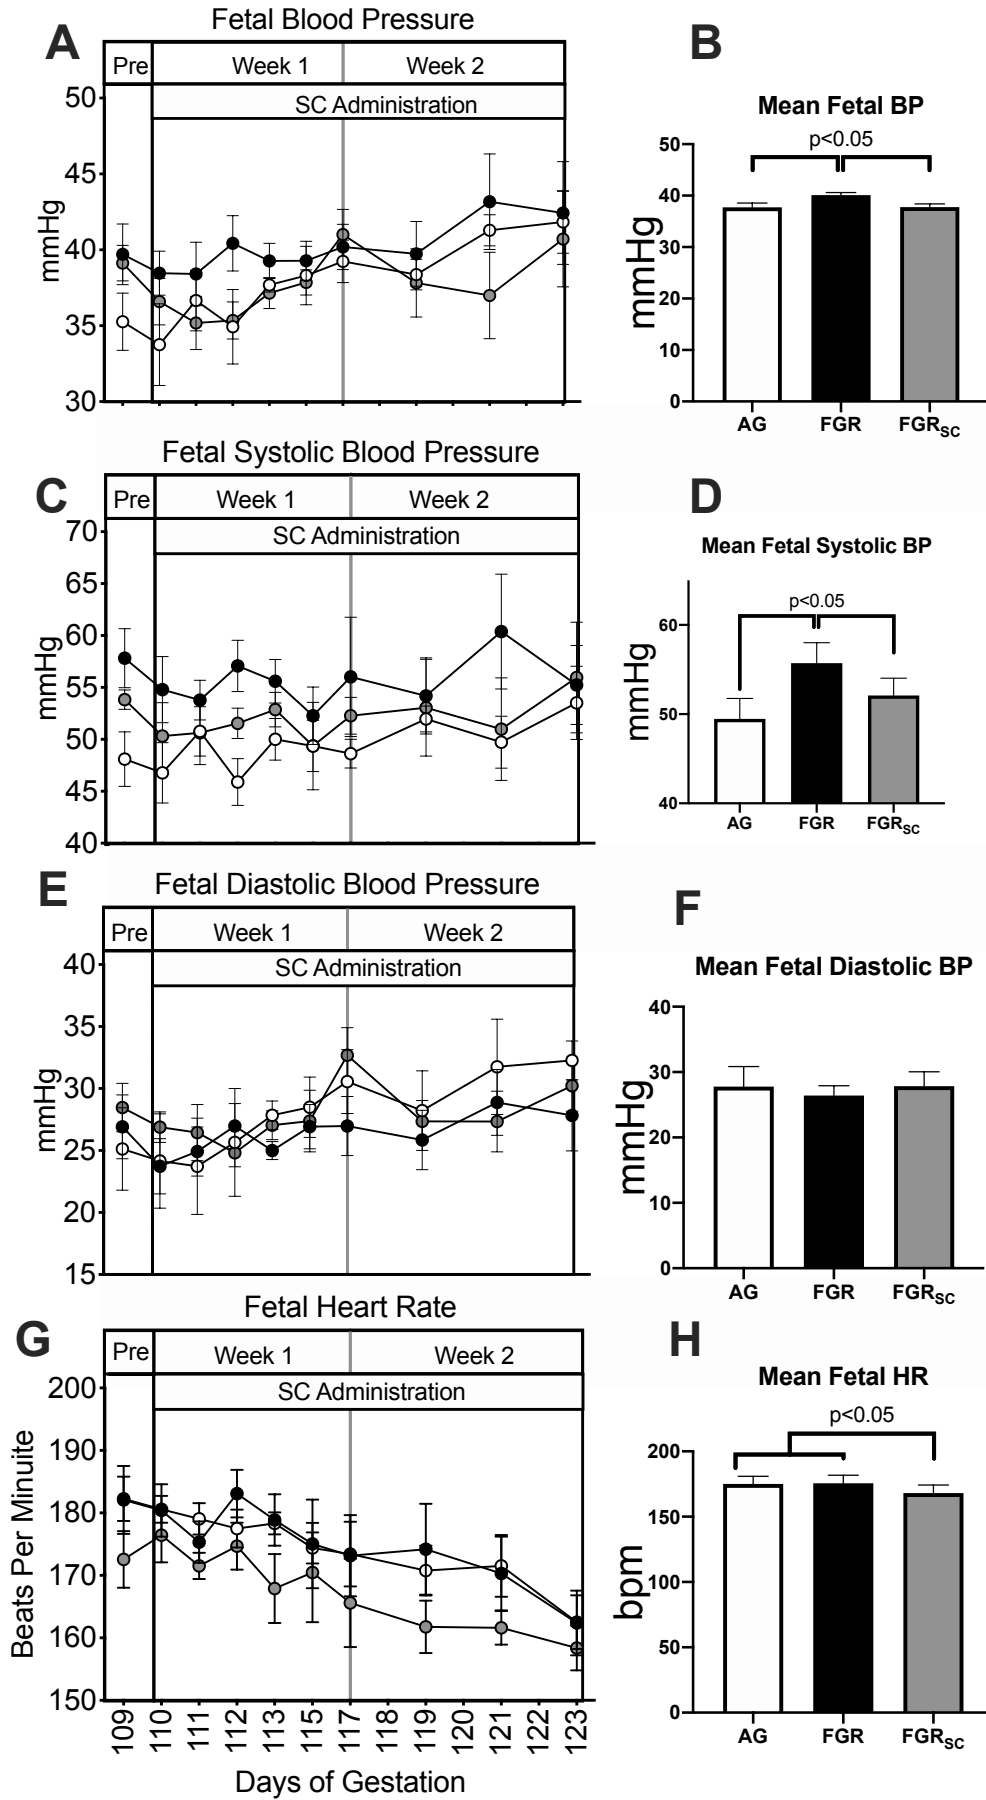 A
Fetal Blood Pressure
Pre
Week 1
Week 2
SC Administration
50
45
40
35
30
mmHg
B
Mean Fetal BP
p<0.05
50
40
30
20
10
0
mmHg
AG
FGR
FGRSC
C
Fetal Systolic Blood Pressure
Pre
Week 1
Week 2
SC Administration
70
65
60
55
50
45
40
mmHg
D
Mean Fetal Systolic BP
p<0.05
60
50
40
mmHg
AG
FGR
FGRSC
E
Fetal Diastolic Blood Pressure
Pre
Week 1
Week 2
SC Administration
40
35
30
25
20
15
mmHg
F
Mean Fetal Diastolic BP
40
30
20
10
0
mmHg
AG
FGR
FGRSC
G
Fetal Heart Rate
Pre
Week 1
Week 2
SC Administration
200
190
180
170
160
150
Beats Per Minuite
109
110
111
112
113
115
117
118
119
120
121
122
123
Days of Gestation
H
Mean Fetal HR
p<0.05
200
150
100
50
0
bpm
AG
FGR
FGRSC